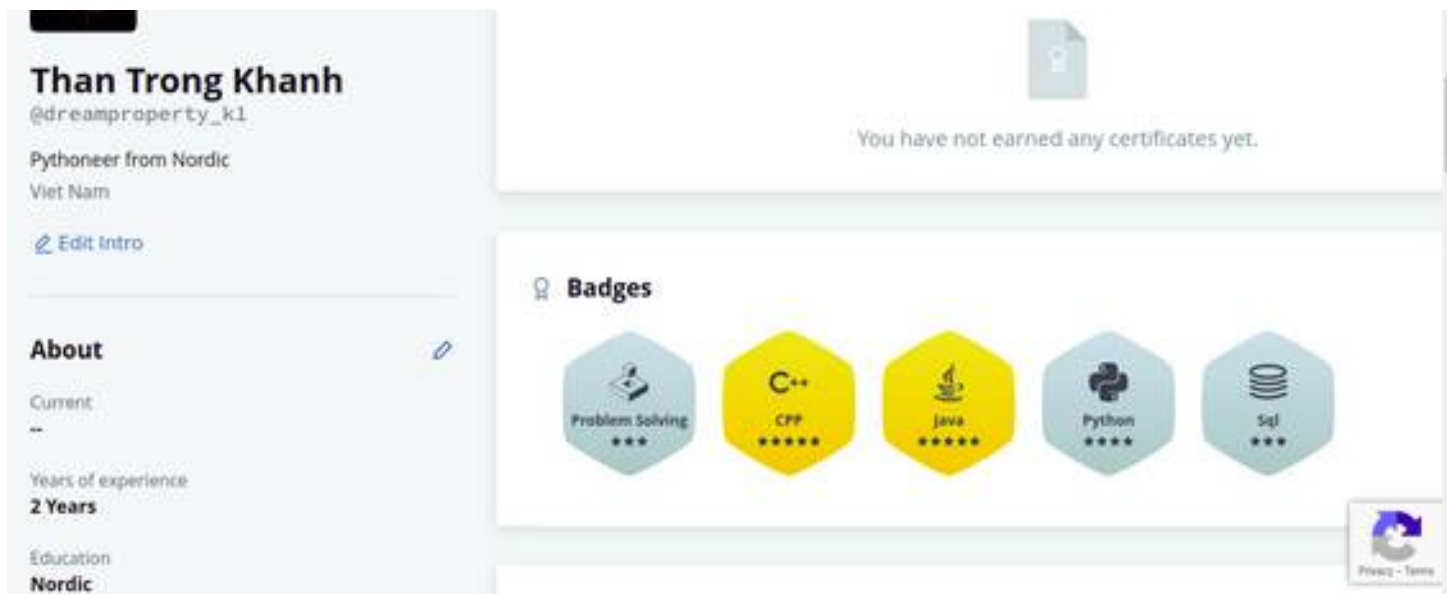 Than Trong Khanh
@dreamproperty_k1
Pythoneer from Nordic
Viet Nam
Edit Intro
About
Current
--
Years of experience
2 Years
Education
Nordic
You have not earned any certificates yet.
Badges
Problem Solving
★★★
C++
CPP
★★★★★
Java
★★★★★
Python
★★★★
Sql
★★★
Privacy - Terms